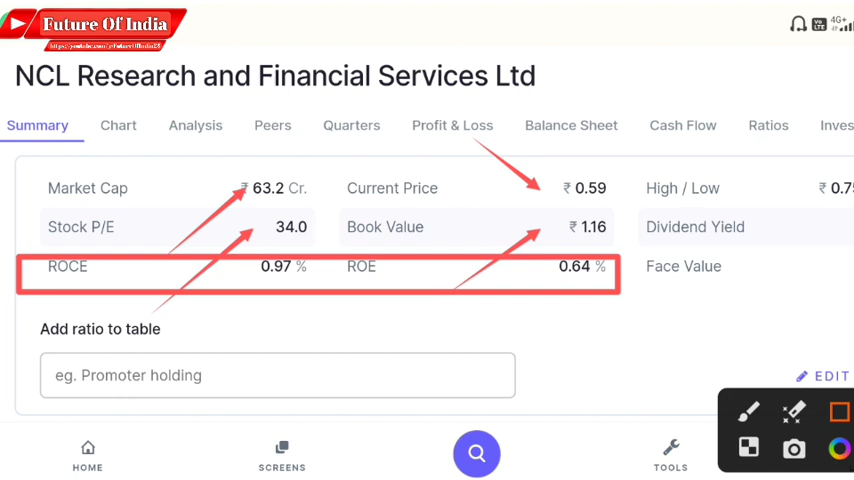 Future Of India
NCL Research and Financial Services Ltd
Summary Chart Analysis Peers Quarters Profit & Loss Balance Sheet Cash Flow Ratios Inves
Market Cap ₹ 63.2 Cr. Current Price ₹ 0.59 High / Low ₹ 0.75
Stock P/E 34.0 Book Value ₹ 1.16 Dividend Yield
ROCE 0.97 % ROE 0.64 % Face Value
Add ratio to table
eg. Promoter holding
EDIT
HOME SCREENS TOOLS